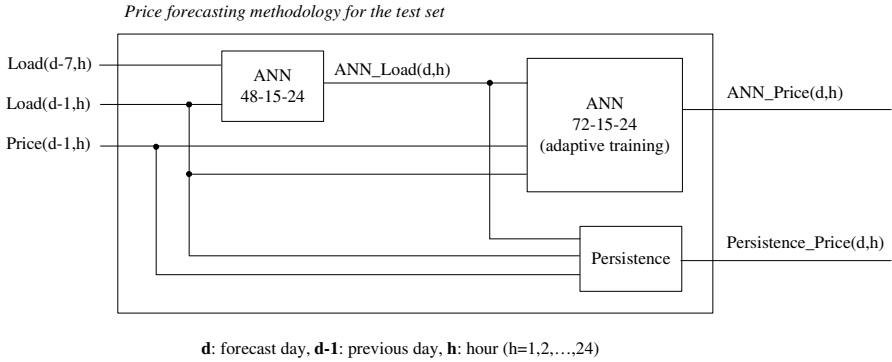 Price forecasting methodology for the test set
Load(d-7,h)
Load(d-1,h)
Price(d-1,h)
ANN
48-15-24
ANN_Load(d,h)
ANN
72-15-24
(adaptive training)
ANN_Price(d,h)
Persistence
Persistence_Price(d,h)
d: forecast day, d-1: previous day, h: hour (h=1,2,…,24)